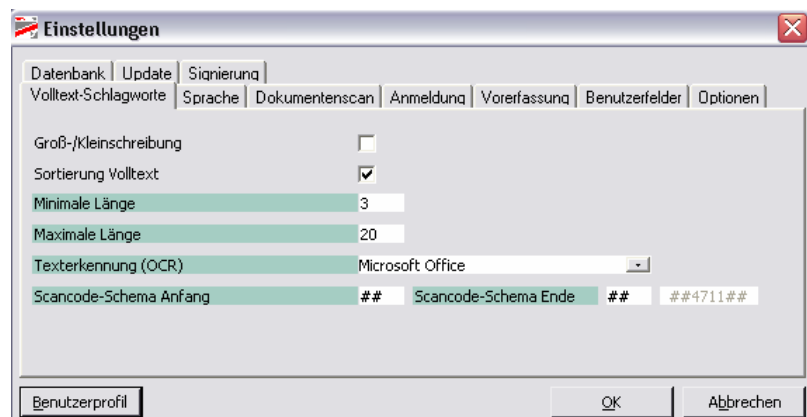 Einstellungen
Datenbank Update Signierung
Volltext-Schlagworte Sprache Dokumentenscan Anmeldung Vorerfassung Benutzerfelder Optionen
Groß-/Kleinschreibung
Sortierung Volltext
Minimale Länge 3
Maximale Länge 20
Texterkennung (OCR) Microsoft Office
Scancode-Schema Anfang ## Scancode-Schema Ende ## ##4711##
Benutzerprofil OK Abbrechen